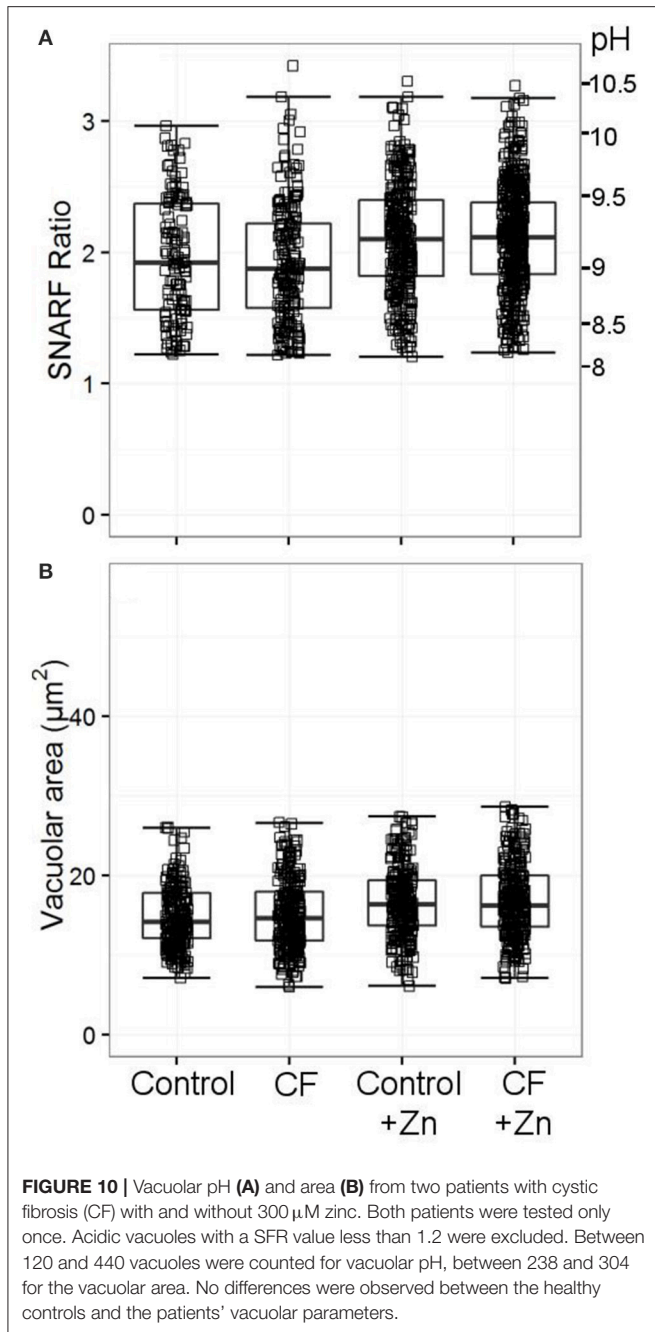 A
pH
3
2
1
0
SNARF Ratio
10.5
10
9.5
9
8.5
8
B
40
20
0
Vacuolar area (µm²)
Control
CF
Control
+Zn
CF
+Zn
FIGURE 10 | Vacuolar pH (A) and area (B) from two patients with cystic
fibrosis (CF) with and without 300 µM zinc. Both patients were tested only
once. Acidic vacuoles with a SFR value less than 1.2 were excluded. Between
120 and 440 vacuoles were counted for vacuolar pH, between 238 and 304
for the vacuolar area. No differences were observed between the healthy
controls and the patients’ vacuolar parameters.